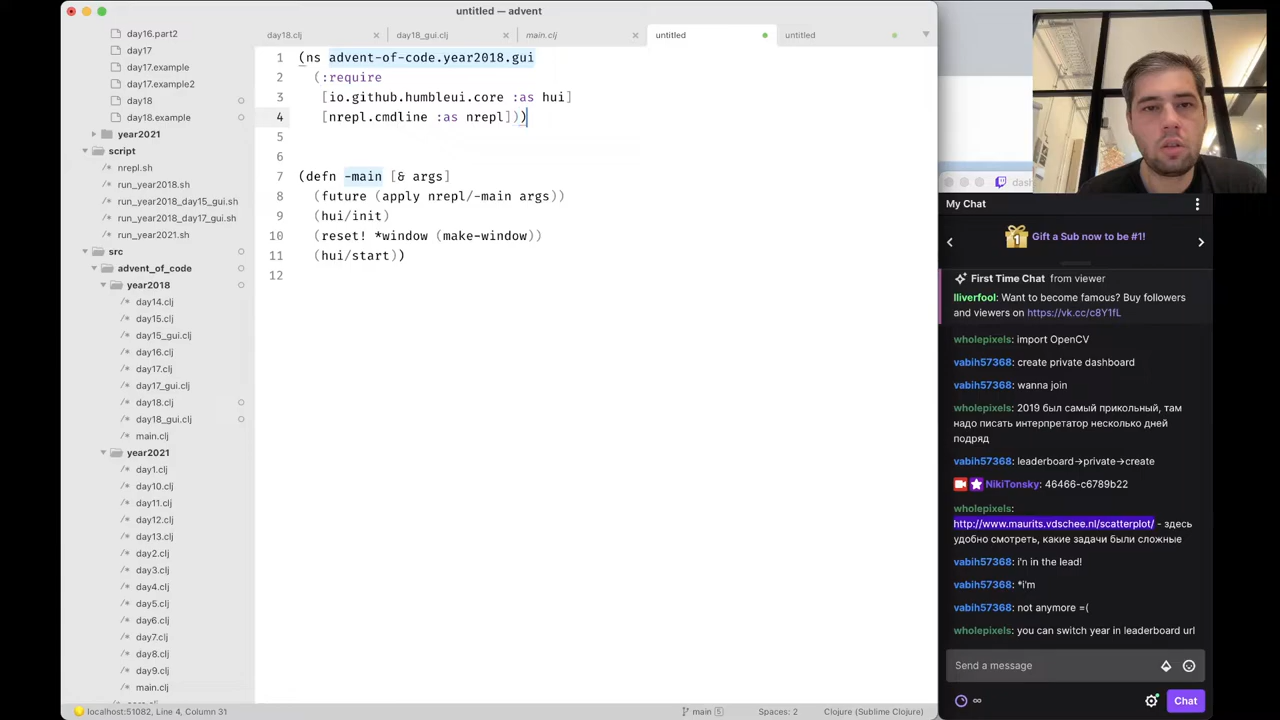 untitled — advent
day16.part2
day17
day17.example
day17.example2
day18
day18.example
year2021
script
nrepl.sh
run_year2018.sh
run_year2018_day15_gui.sh
run_year2018_day17_gui.sh
run_year2021.sh
src
advent_of_code
year2018
day14.clj
day15.clj
day15_gui.clj
day16.clj
day17.clj
day17_gui.clj
day18.clj
day18_gui.clj
main.clj
year2021
day1.clj
day10.clj
day11.clj
day12.clj
day13.clj
day2.clj
day3.clj
day4.clj
day5.clj
day6.clj
day7.clj
day8.clj
day9.clj
main.clj
day18.clj
day18_gui.clj
main.clj
untitled
untitled
1 (ns advent-of-code.year2018.gui
2 (:require
3 [io.github.humbleui.core :as hui]
4 [nrepl.cmdline :as nrepl]))
5
6
7 (defn -main [& args]
8 (future (apply nrepl/-main args))
9 (hui/init)
10 (reset! *window (make-window))
11 (hui/start))
12
localhost:51082, Line 4, Column 31
main 5
Spaces: 2
Clojure (Sublime Clojure)
My Chat
1
Gift a Sub now to be #1!
First Time Chat from viewer
lliverfool: Want to become famous? Buy followers
and viewers on https://vk.cc/c8Y1fL
wholepixels: import OpenCV
vabih57368: create private dashboard
vabih57368: wanna join
wholepixels: 2019 был самый прикольный, там
надо писать интерпретатор несколько дней
подряд
vabih57368: leaderboard→private→create
NikiTonsky: 46466-c6789b22
wholepixels:
http://www.maurits.vdschee.nl/scatterplot/ - здесь
удобно смотреть, какие задачи были сложные
vabih57368: i'n in the lead!
vabih57368: *i'm
vabih57368: not anymore =(
wholepixels: you can switch year in leaderboard url
Send a message
∞
Chat